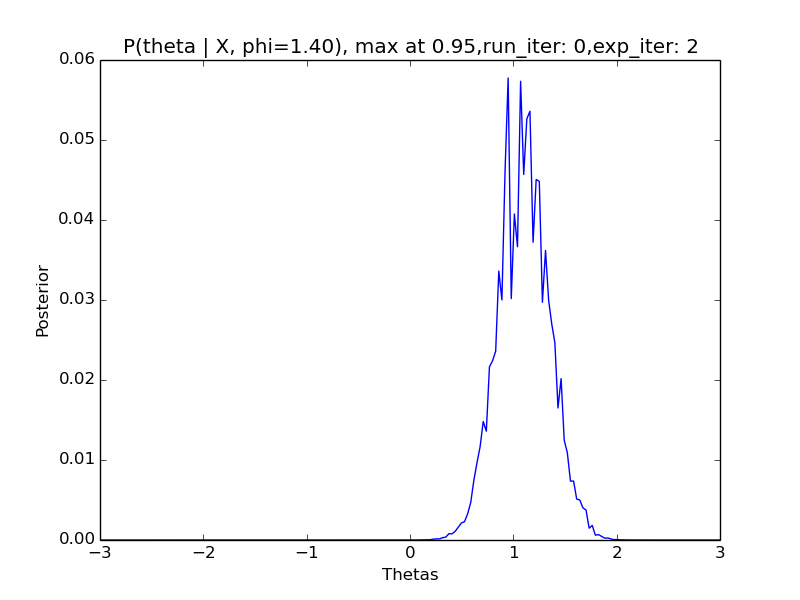 P(theta | X, phi=1.40), max at 0.95,run_iter: 0,exp_iter: 2
0.06
0.05
0.04
0.03
0.02
0.01
0.00
Posterior
−3 −2 −1 0 1 2 3
Thetas